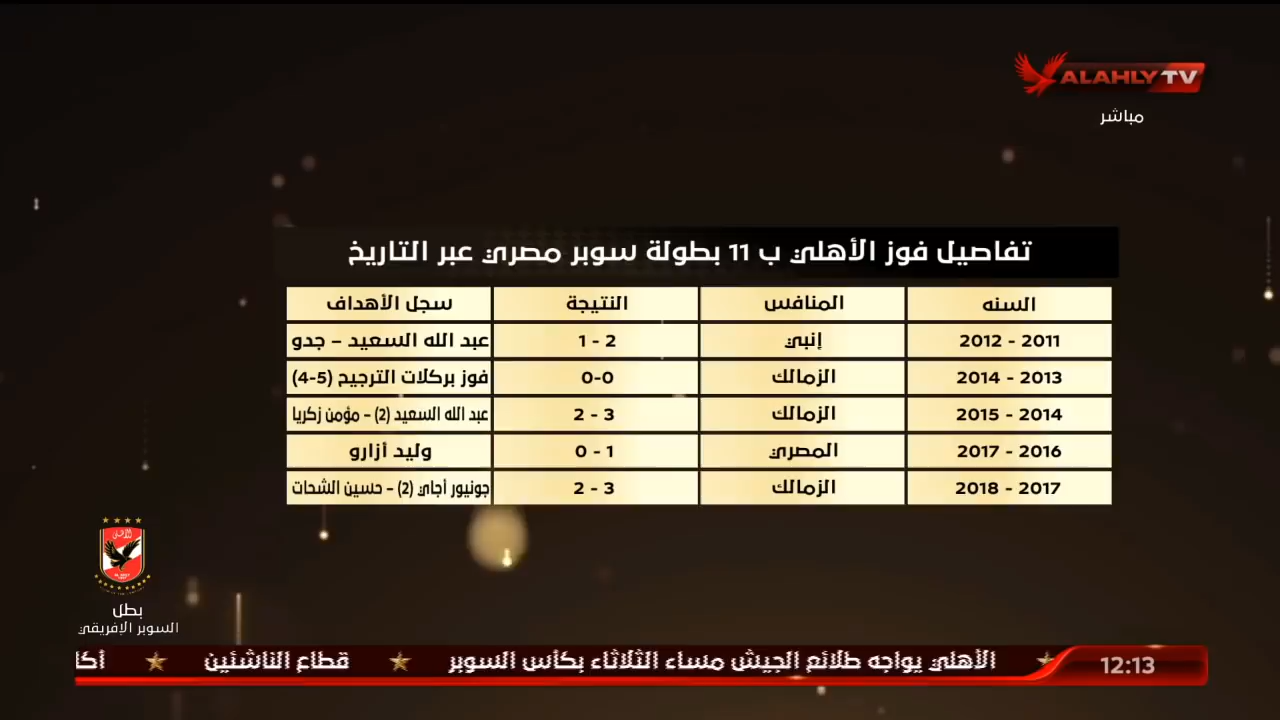 ALAHLY TV
مباشر
تفاصيل فوز الأهلي ب 11 بطولة سوبر مصري عبر التاريخ
السنه المنافس النتيجة سجل الأهداف
2011 - 2012 إنبي 2 - 1 عبد الله السعيد – جدو
2013 - 2014 الزمالك 0-0 فوز بركلات الترجيح (5-4)
2014 - 2015 الزمالك 3 - 2 عبد الله السعيد (2) – مؤمن زكريا
2016 - 2017 المصري 1 - 0 وليد أزارو
2017 - 2018 الزمالك 3 - 2 جونيور أجاي (2) – حسين الشحات
بطل
السوبر الإفريقي
12:13 الأهلي يواجه طلائع الجيش مساء الثلاثاء بكأس السوبر قطاع الناشئين